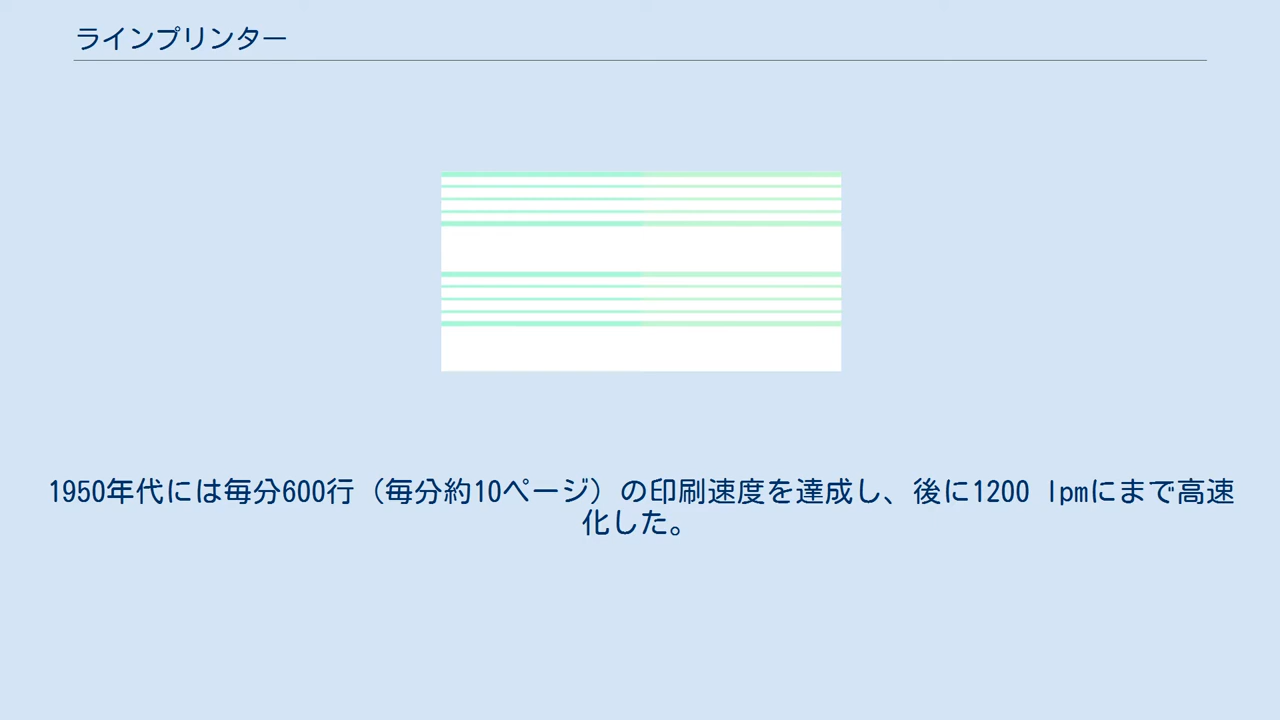 ラインプリンター
1950年代には毎分600行（毎分約10ページ）の印刷速度を達成し、後に1200 lpmにまで高速
化した。